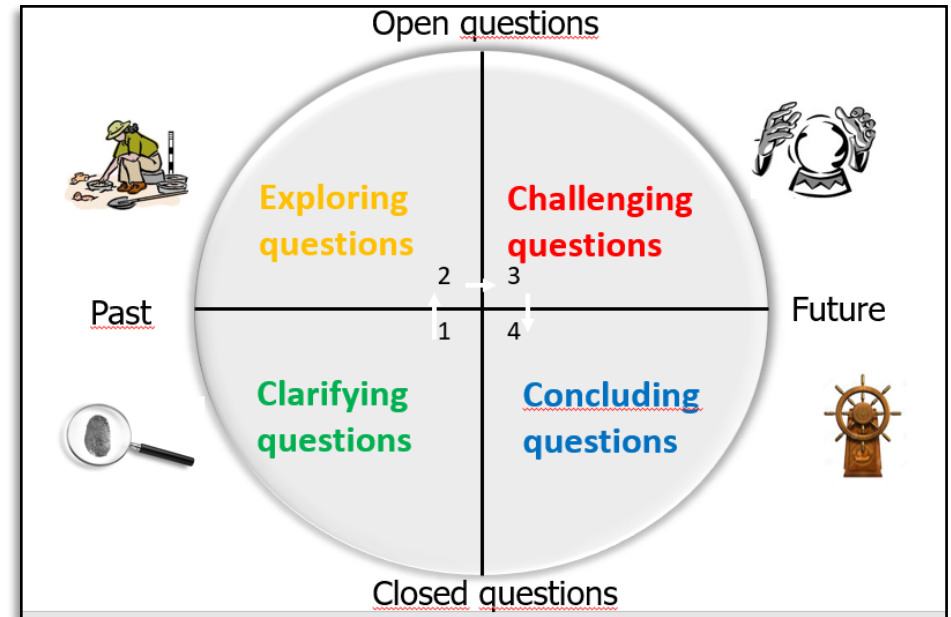 Open questions
Exploring
questions
Challenging
questions
2
3
Past
Future
1
4
Clarifying
questions
Concluding
questions
Closed questions